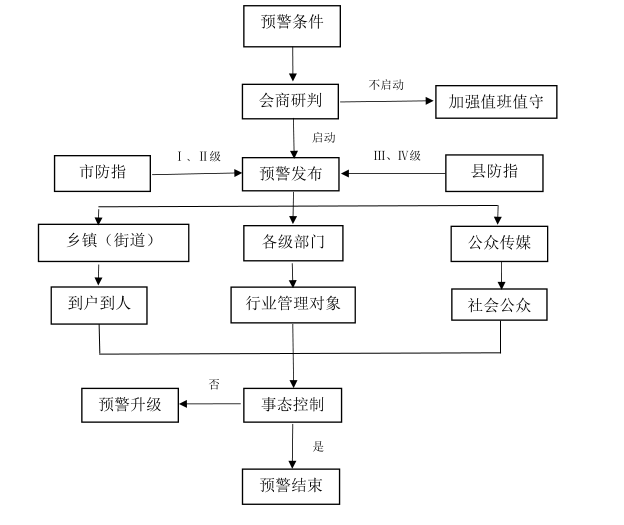 预警条件
会商研判
不启动
加强值班值守
启动
市防指
Ⅰ、Ⅱ级
预警发布
Ⅲ、Ⅳ级
县防指
乡镇（街道）
各级部门
公众传媒
到户到人
行业管理对象
社会公众
否
预警升级
事态控制
是
预警结束